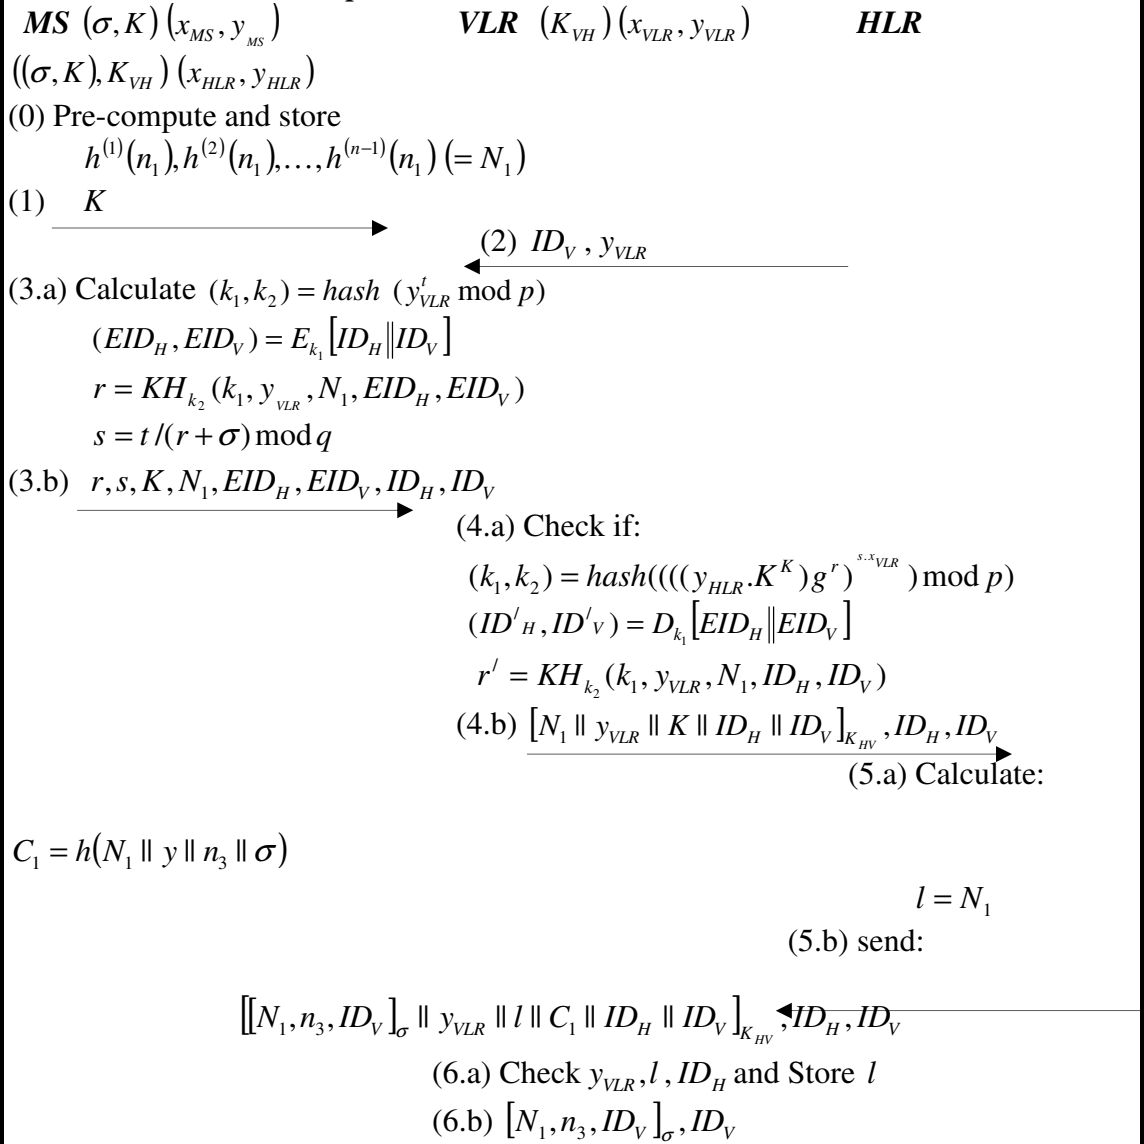 MS (σ, K) (x_MS, y_MS) VLR (K_VH) (x_VLR, y_VLR) HLR
((σ, K), K_VH) (x_HLR, y_HLR)
(0) Pre-compute and store
h^(1)(n_1), h^(2)(n_1), …, h^(n−1)(n_1) (= N_1)
(1) K
(2) ID_V , y_VLR
(3.a) Calculate (k_1, k_2) = hash (y_VLR^t mod p)
(EID_H, EID_V) = E_k_1[ID_H‖ID_V]
r = KH_k_2(k_1, y_VLR, N_1, EID_H, EID_V)
s = t /(r + σ) mod q
(3.b) r, s, K, N_1, EID_H, EID_V, ID_H, ID_V
(4.a) Check if:
(k_1, k_2) = hash((((y_HLR.K^K)g^r)^s.x_VLR) mod p)
(ID^/_H, ID^/_V) = D_k_1[EID_H‖EID_V]
r^/ = KH_k_2(k_1, y_VLR, N_1, ID_H, ID_V)
(4.b) [N_1 ‖ y_VLR ‖ K ‖ ID_H ‖ ID_V]_K_HV , ID_H, ID_V
(5.a) Calculate:
C_1 = h(N_1 ‖ y ‖ n_3 ‖ σ)
l = N_1
(5.b) send:
[[N_1, n_3, ID_V]_σ ‖ y_VLR ‖ l ‖ C_1 ‖ ID_H ‖ ID_V]_K_HV , ID_H, ID_V
(6.a) Check y_VLR, l , ID_H and Store l
(6.b) [N_1, n_3, ID_V]_σ, ID_V